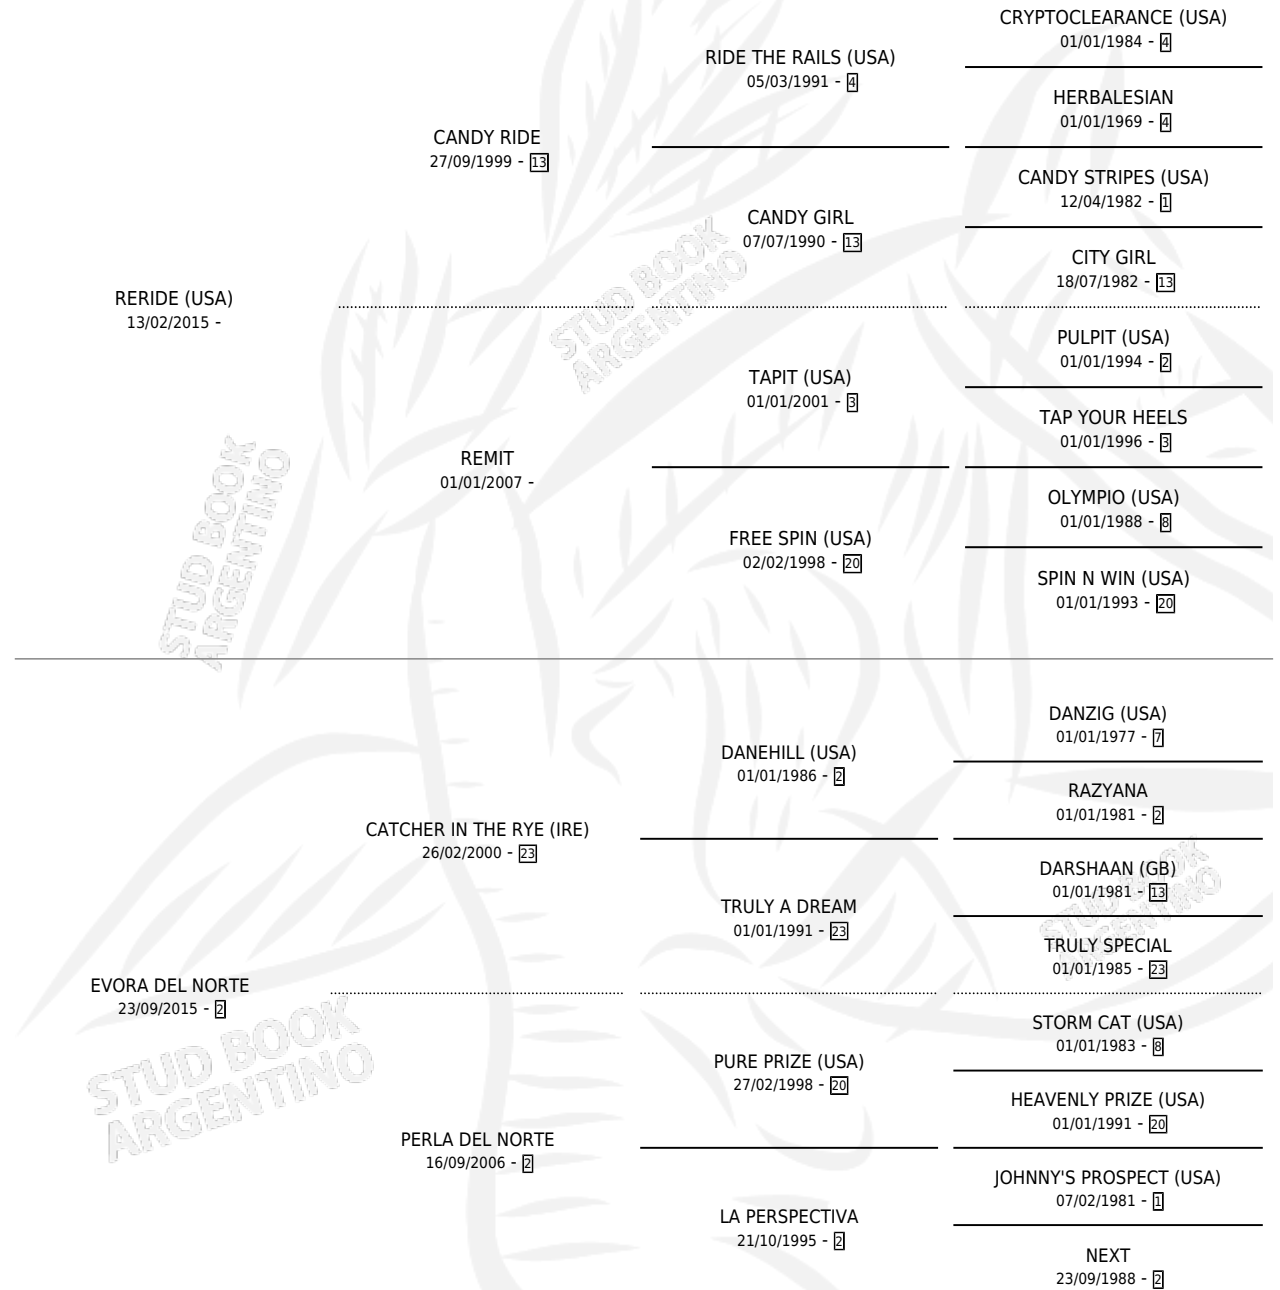 CRYPTOCLEARANCE (USA)
01/01/1984 - 4
RIDE THE RAILS (USA)
05/03/1991 - 4
HERBALESIAN
01/01/1969 - 4
CANDY RIDE
27/09/1999 - 13
CANDY STRIPES (USA)
12/04/1982 - 1
CANDY GIRL
07/07/1990 - 13
CITY GIRL
18/07/1982 - 13
RERIDE (USA)
13/02/2015 -
PULPIT (USA)
01/01/1994 - 2
TAPIT (USA)
01/01/2001 - 3
TAP YOUR HEELS
01/01/1996 - 3
REMIT
01/01/2007 -
OLYMPIO (USA)
01/01/1988 - 8
FREE SPIN (USA)
02/02/1998 - 20
SPIN N WIN (USA)
01/01/1993 - 20
DANZIG (USA)
01/01/1977 - 7
DANEHILL (USA)
01/01/1986 - 2
RAZYANA
01/01/1981 - 2
CATCHER IN THE RYE (IRE)
26/02/2000 - 23
DARSHAAN (GB)
01/01/1981 - 13
TRULY A DREAM
01/01/1991 - 23
TRULY SPECIAL
01/01/1985 - 23
EVORA DEL NORTE
23/09/2015 - 2
STORM CAT (USA)
01/01/1983 - 8
PURE PRIZE (USA)
27/02/1998 - 20
HEAVENLY PRIZE (USA)
01/01/1991 - 20
PERLA DEL NORTE
16/09/2006 - 2
JOHNNY'S PROSPECT (USA)
07/02/1981 - 1
LA PERSPECTIVA
21/10/1995 - 2
NEXT
23/09/1988 - 2
STUD BOOK
ARGENTINO
STUD BOOK
ARGENTINO
STUD BOOK
ARGENTINO
STUD BOOK
ARGENTINO